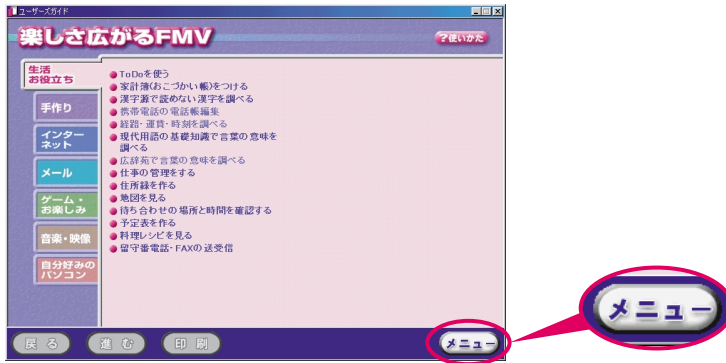 ユーザーズガイド
楽しさ広がるFMV
?使いかた
生活
お役立ち
手作り
インター
ネット
メール
ゲーム・
お楽しみ
音楽・映像
自分好みの
パソコン
ToDoを使う
家計簿(おこづかい帳)をつける
漢字源で読めない漢字を調べる
携帯電話の電話帳編集
経路・運賃・時刻を調べる
現代用語の基礎知識で言葉の意味を
調べる
広辞苑で言葉の意味を調べる
仕事の管理をする
住所録を作る
地図を見る
待ち合わせの場所と時間を確認する
予定表を作る
料理レシピを見る
留守番電話・FAXの送受信
戻る
進む
印刷
メニュー
メニュー